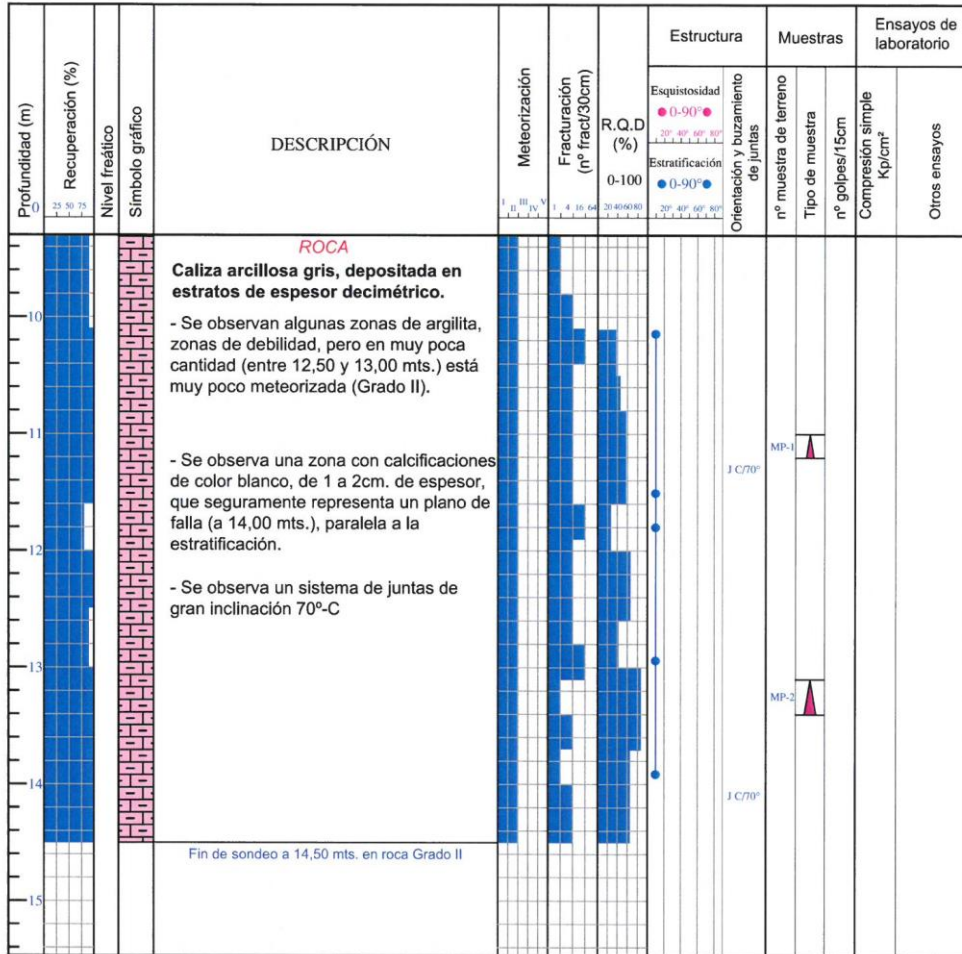 Profundidad (m)
0
Recuperación (%)
25 50 75
Nivel freático
Símbolo gráfico
DESCRIPCIÓN
Meteorización
I II III IV V
Fracturación
(nº fract/30cm)
1 4 16 64
R.Q.D
(%)
0-100
20 40 60 80
Estructura
Esquistosidad
0-90°
20° 40° 60° 80°
Estratificación
0-90°
20° 40° 60° 80°
Orientación y buzamiento
de juntas
Muestras
nº muestra de terreno
Tipo de muestra
nº golpes/15cm
Ensayos de
laboratorio
Compresión simple
Kp/cm²
Otros ensayos
ROCA
Caliza arcillosa gris, depositada en
estratos de espesor decimétrico.
- Se observan algunas zonas de argilita,
zonas de debilidad, pero en muy poca
cantidad (entre 12,50 y 13,00 mts.) está
muy poco meteorizada (Grado II).
- Se observa una zona con calcificaciones
de color blanco, de 1 a 2cm. de espesor,
que seguramente representa un plano de
falla (a 14,00 mts.), paralela a la
estratificación.
- Se observa un sistema de juntas de
gran inclinación 70º-C
Fin de sondeo a 14,50 mts. en roca Grado II
10
11
12
13
14
15
J C/70°
J C/70°
MP-1
MP-2